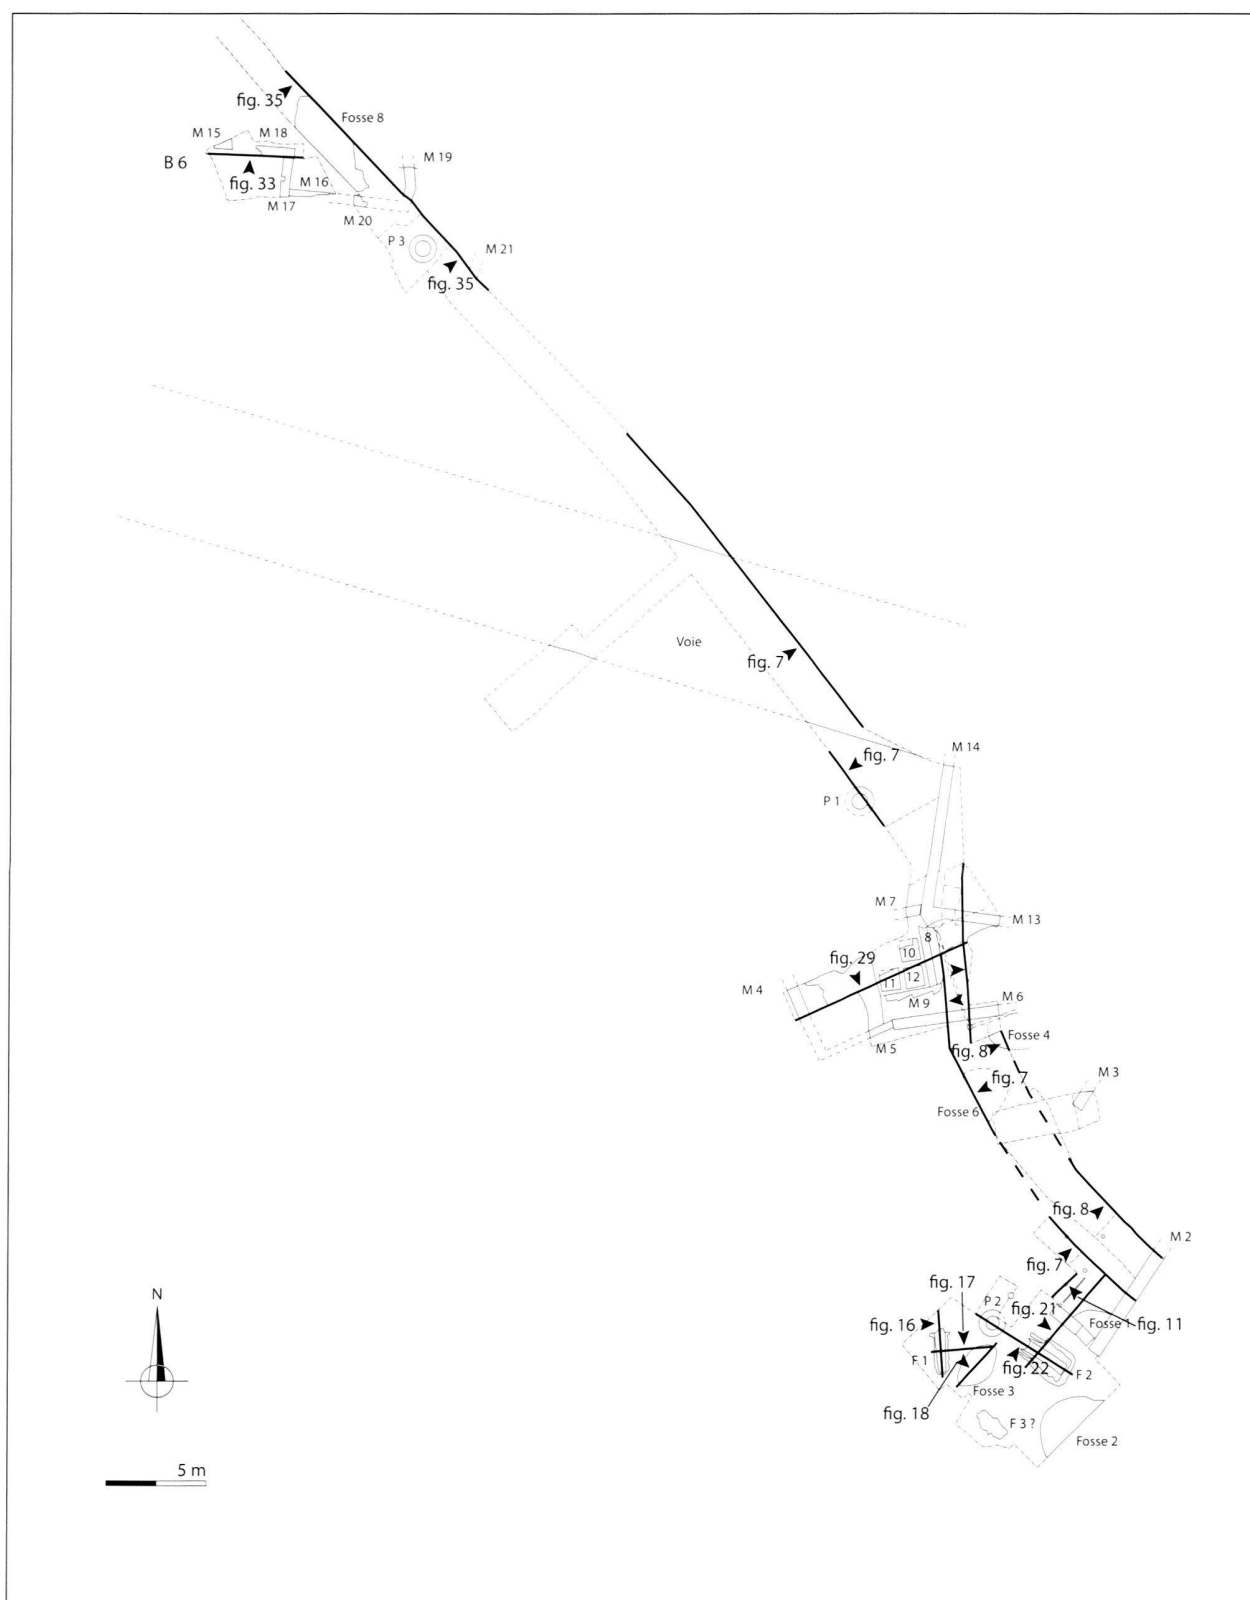 fig. 35
Fosse 8
M 15
M 18
M 19
B 6
fig. 33
M 16
M 17
M 20
P 3
M 21
fig. 35
Voie
fig. 7
M 14
fig. 7
P 1
M 7
M 13
8
10
fig. 29
11
12
M 4
M 9
M 6
M 5
Fosse 4
fig. 8
fig. 7
M 3
Fosse 6
fig. 8
M 2
fig. 7
fig. 17
P 2
fig. 21
fig. 16
Fosse 1
fig. 11
F 1
fig. 22
F 2
Fosse 3
fig. 18
F 3 ?
Fosse 2
N
5 m